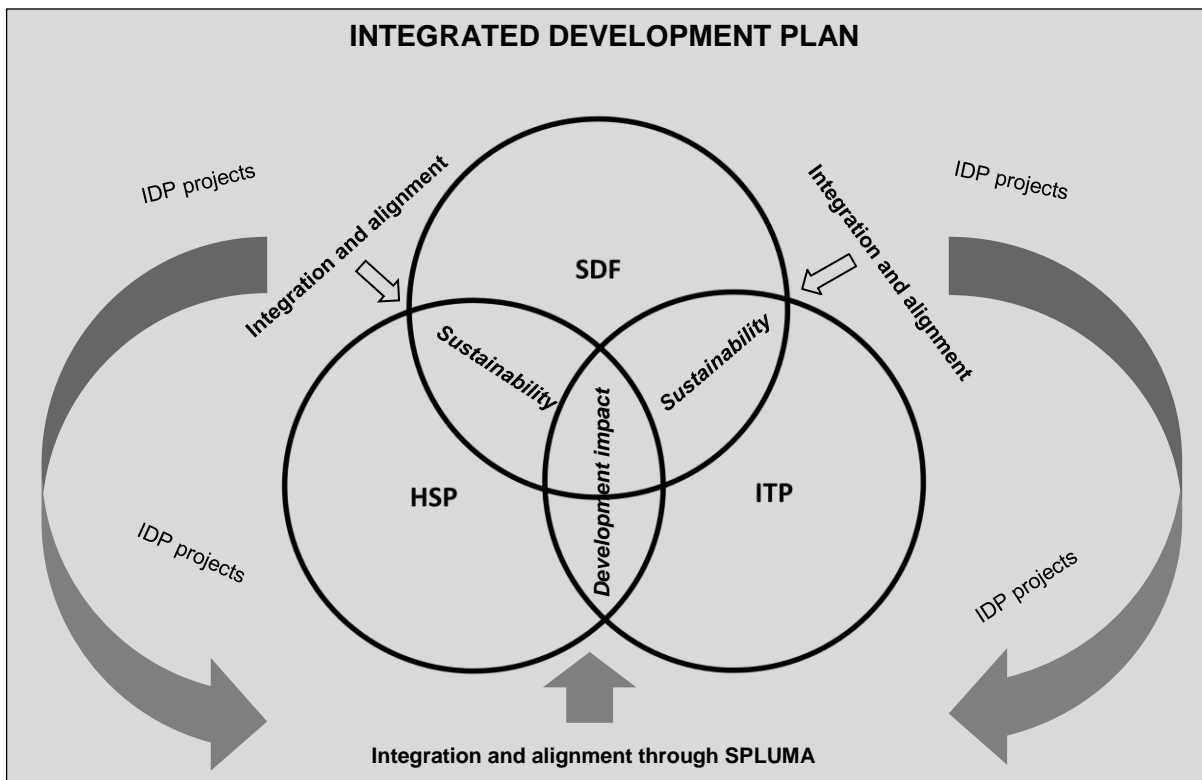 INTEGRATED DEVELOPMENT PLAN
IDP projects
Integration and alignment
Integration and alignment
IDP projects
SDF
Sustainability
Sustainability
HSP
Development impact
ITP
IDP projects
IDP projects
Integration and alignment through SPLUMA